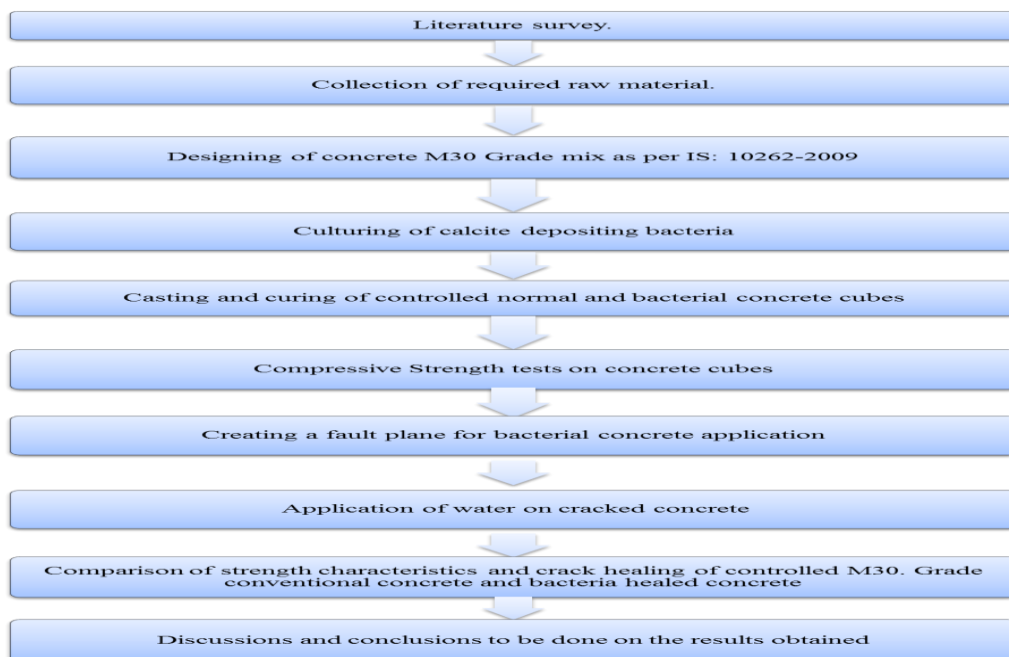 Literature survey.
Collection of required raw material.
Designing of concrete M30 Grade mix as per IS: 10262-2009
Culturing of calcite depositing bacteria
Casting and curing of controlled normal and bacterial concrete cubes
Compressive Strength tests on concrete cubes
Creating a fault plane for bacterial concrete application
Application of water on cracked concrete
Comparison of strength characteristics and crack healing of controlled M30. Grade
conventional concrete and bacteria healed concrete
Discussions and conclusions to be done on the results obtained